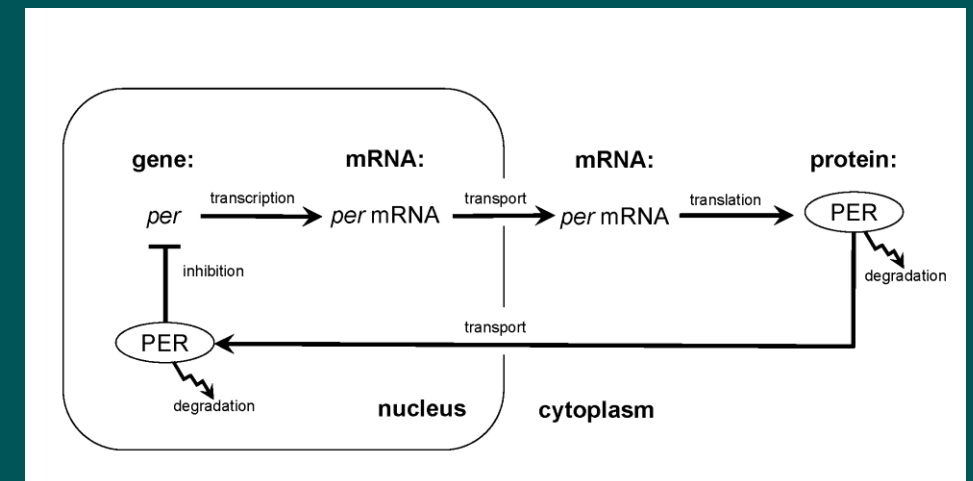 gene:
mRNA:
mRNA:
protein:
per
transcription
per mRNA
transport
per mRNA
translation
PER
degradation
inhibition
PER
transport
degradation
nucleus
cytoplasm